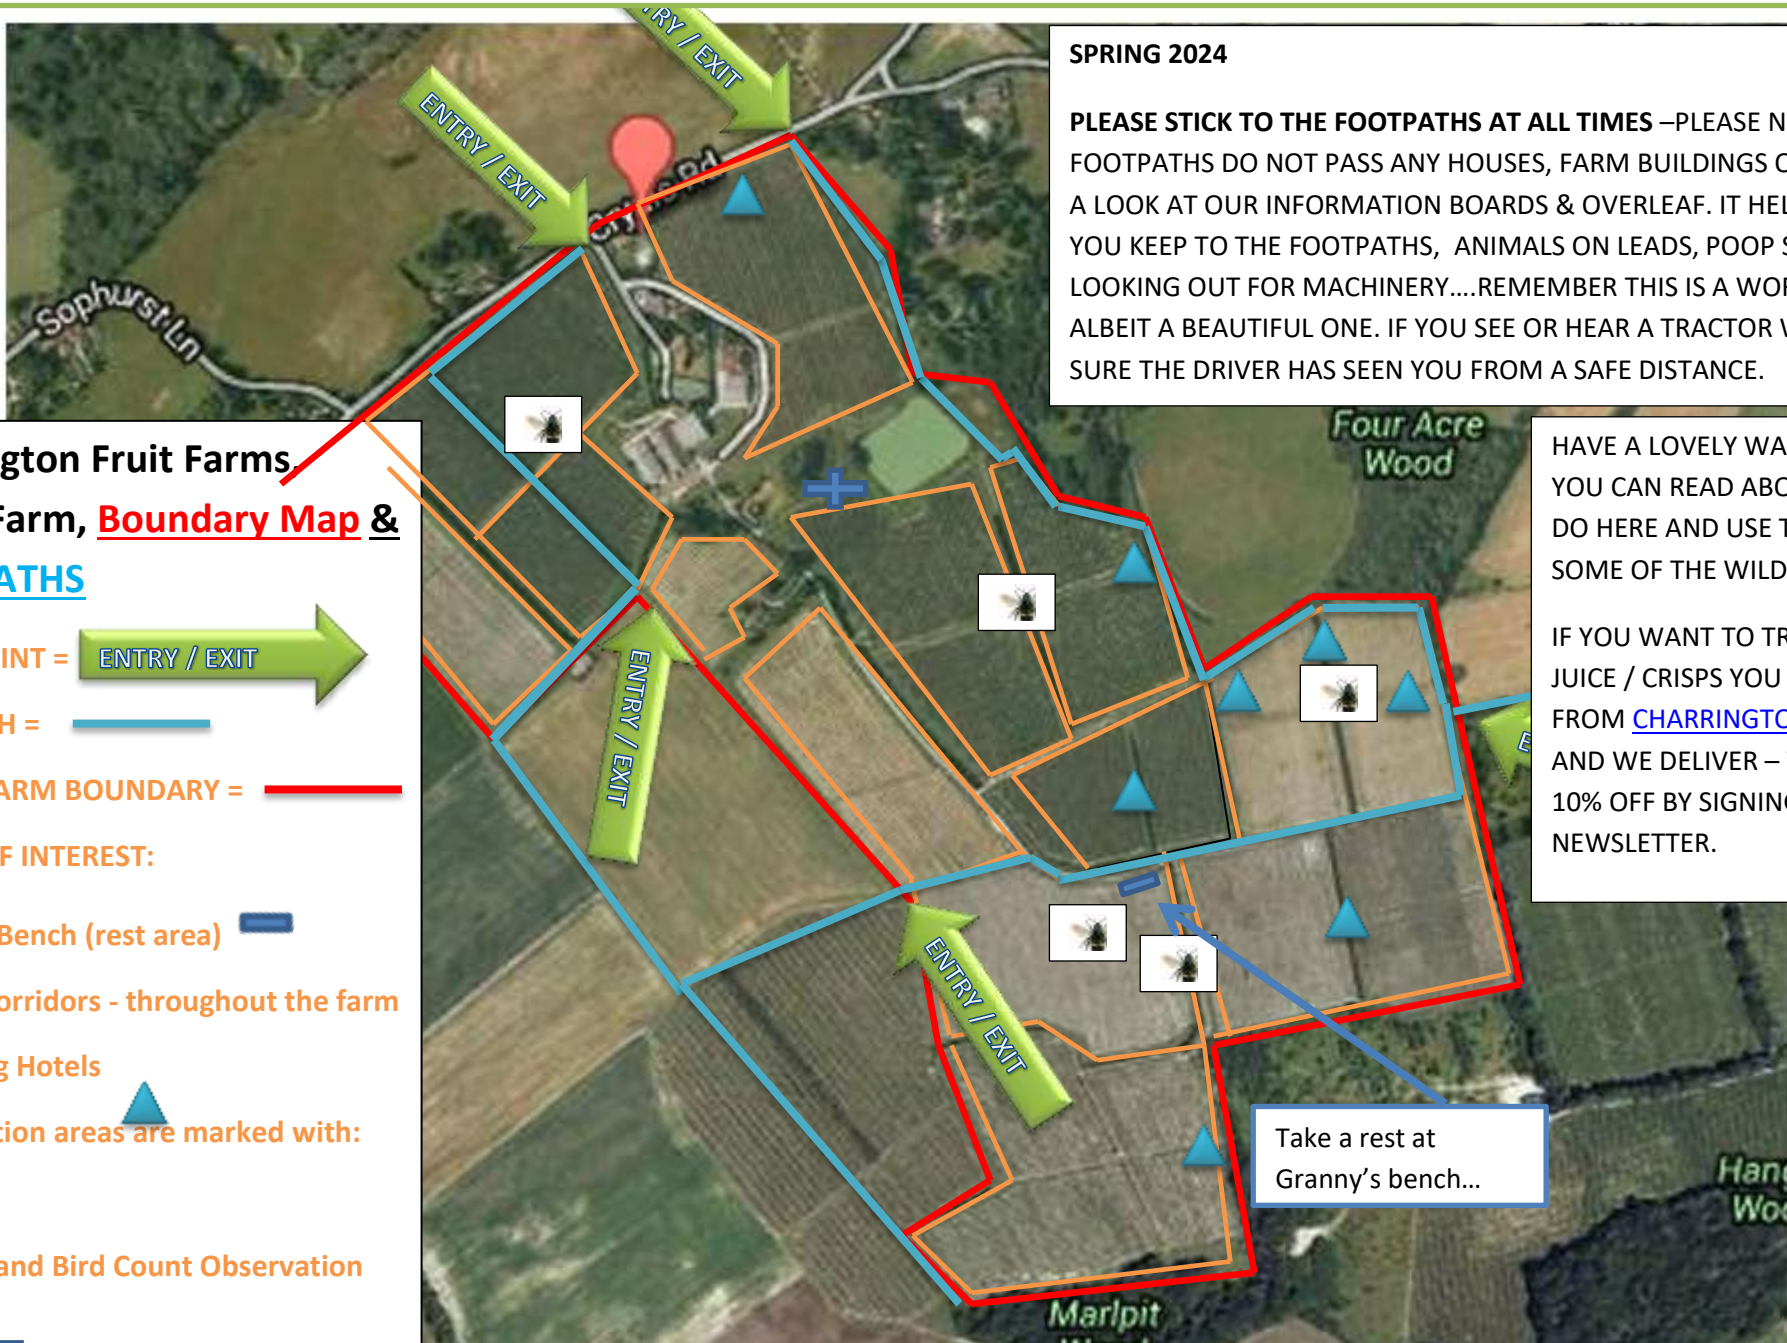 ENTRY / EXIT
ENTRY / EXIT
Sophurst Ln
SPRING 2024
PLEASE STICK TO THE FOOTPATHS AT ALL TIMES –PLEASE N
FOOTPATHS DO NOT PASS ANY HOUSES, FARM BUILDINGS
A LOOK AT OUR INFORMATION BOARDS & OVERLEAF. IT HEL
YOU KEEP TO THE FOOTPATHS, ANIMALS ON LEADS, POOP S
LOOKING OUT FOR MACHINERY....REMEMBER THIS IS A WOR
ALBEIT A BEAUTIFUL ONE. IF YOU SEE OR HEAR A TRACTOR
SURE THE DRIVER HAS SEEN YOU FROM A SAFE DISTANCE.
Four Acre
Wood
HAVE A LOVELY WA
YOU CAN READ ABO
DO HERE AND USE T
SOME OF THE WILD
IF YOU WANT TO TR
JUICE / CRISPS YOU
FROM CHARRINGTO
AND WE DELIVER –
10% OFF BY SIGNING
NEWSLETTER.
gton Fruit Farms,
Farm, Boundary Map &
ATHS
INT = ENTRY / EXIT
H =
ARM BOUNDARY =
F INTEREST:
Bench (rest area)
orridors - throughout the farm
g Hotels
tion areas are marked with:
and Bird Count Observation
ENTRY / EXIT
ENTRY / EXIT
E
Take a rest at
Granny’s bench...
Marlpit